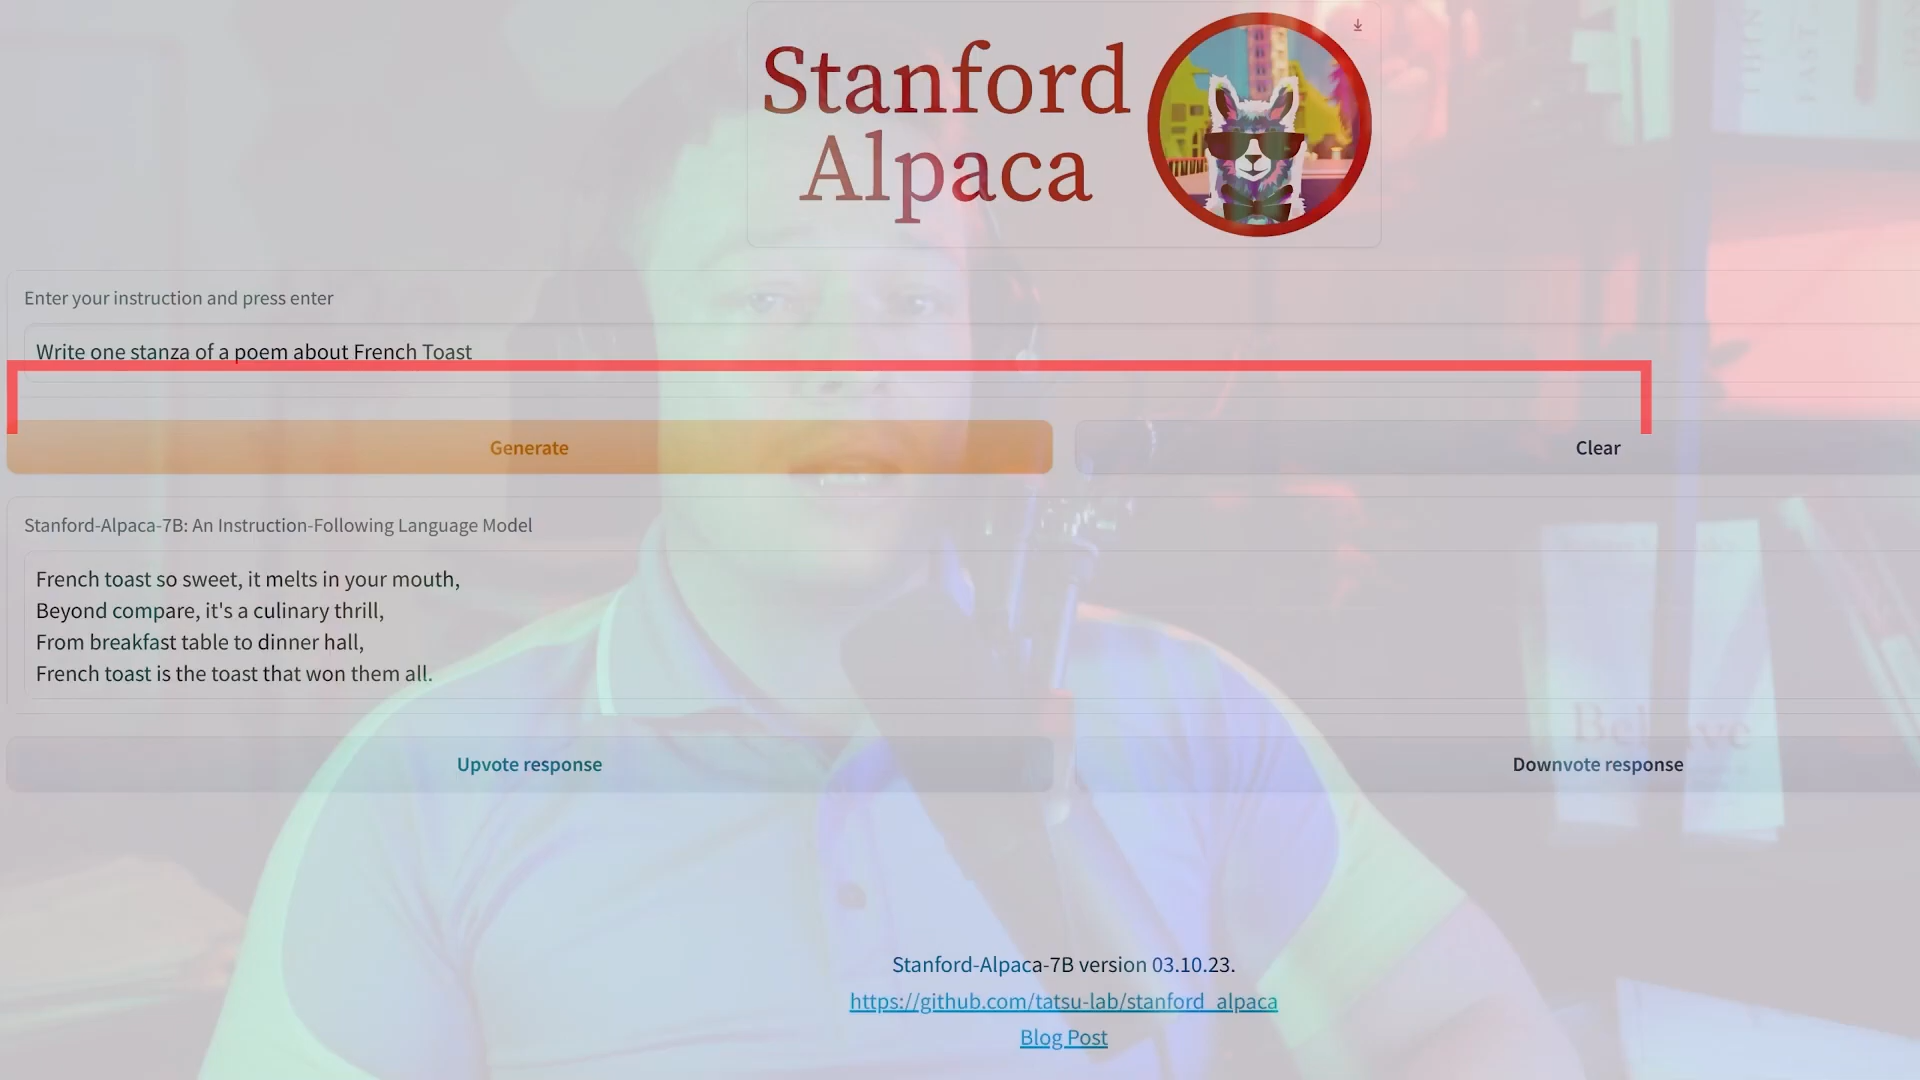 Stanford
Alpaca
THIN
FAST
Enter your instruction and press enter
Write one stanza of a poem about French Toast
Generate
Clear
Stanford-Alpaca-7B: An Instruction-Following Language Model
French toast so sweet, it melts in your mouth,
Beyond compare, it's a culinary thrill,
From breakfast table to dinner hall,
French toast is the toast that won them all.
Upvote response
Downvote response
Stanford-Alpaca-7B version 03.10.23.
https://github.com/tatsu-lab/stanford_alpaca
Blog Post